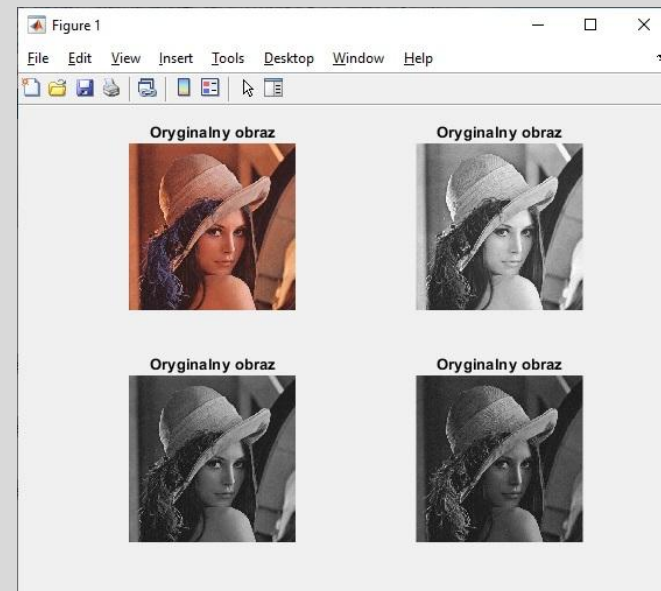 Figure 1
File Edit View Insert Tools Desktop Window Help
Oryginalny obraz
Oryginalny obraz
Oryginalny obraz
Oryginalny obraz